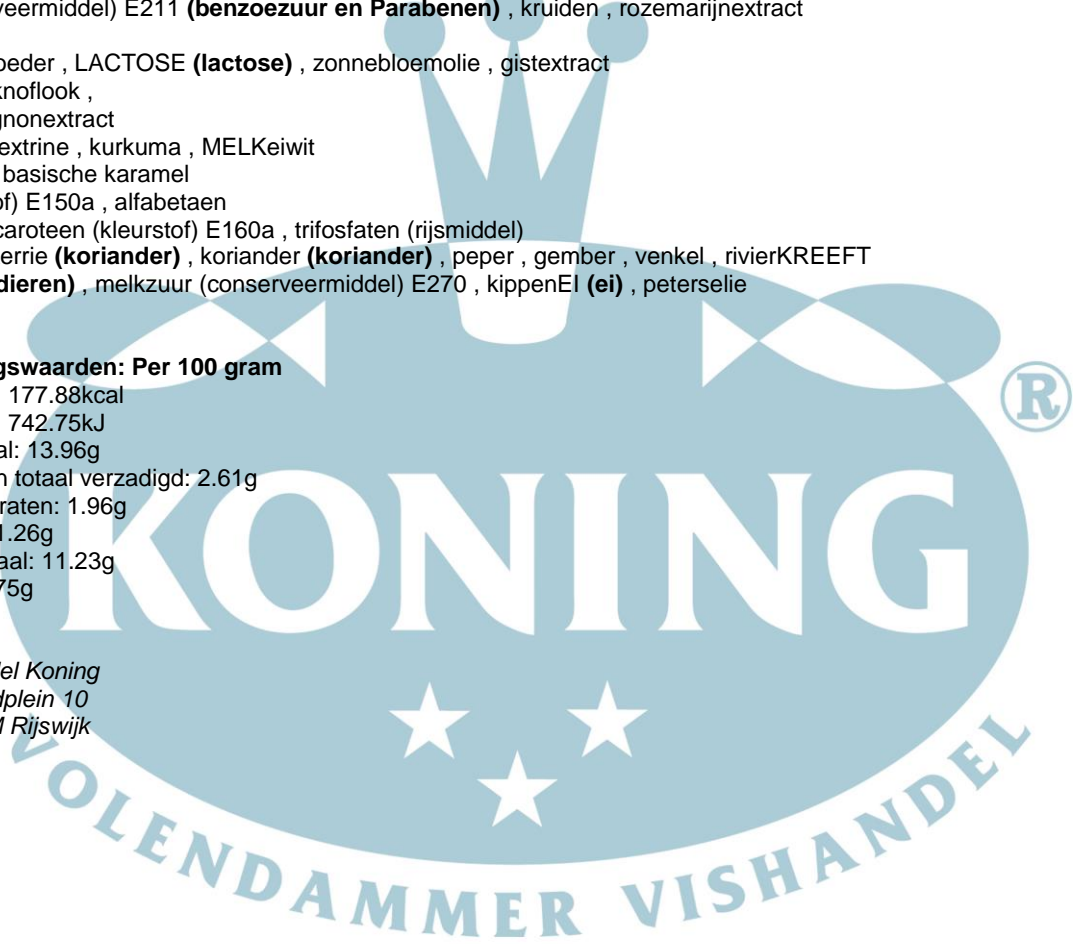 veermiddel) E211 (benzoezuur en Parabenen) , kruiden , rozemarijnextract
oeder , LACTOSE (lactose) , zonnebloemolie , gistextract
knoflook ,
gnonextract
extrine , kurkuma , MELKeiwit
basische karamel
of) E150a , alfabetaen
caroteen (kleurstof) E160a , trifosfaten (rijsmiddel)
errie (koriander) , koriander (koriander) , peper , gember , venkel , rivierKREEFT
dieren) , melkzuur (conserveermiddel) E270 , kippenEI (ei) , peterselie
gswaarden: Per 100 gram
177.88kcal
742.75kJ
al: 13.96g
n totaal verzadigd: 2.61g
raten: 1.96g
1.26g
aal: 11.23g
75g
®
KONING
del Koning
dplein 10
M Rijswijk
VOLENDAMMER VISHANDEL